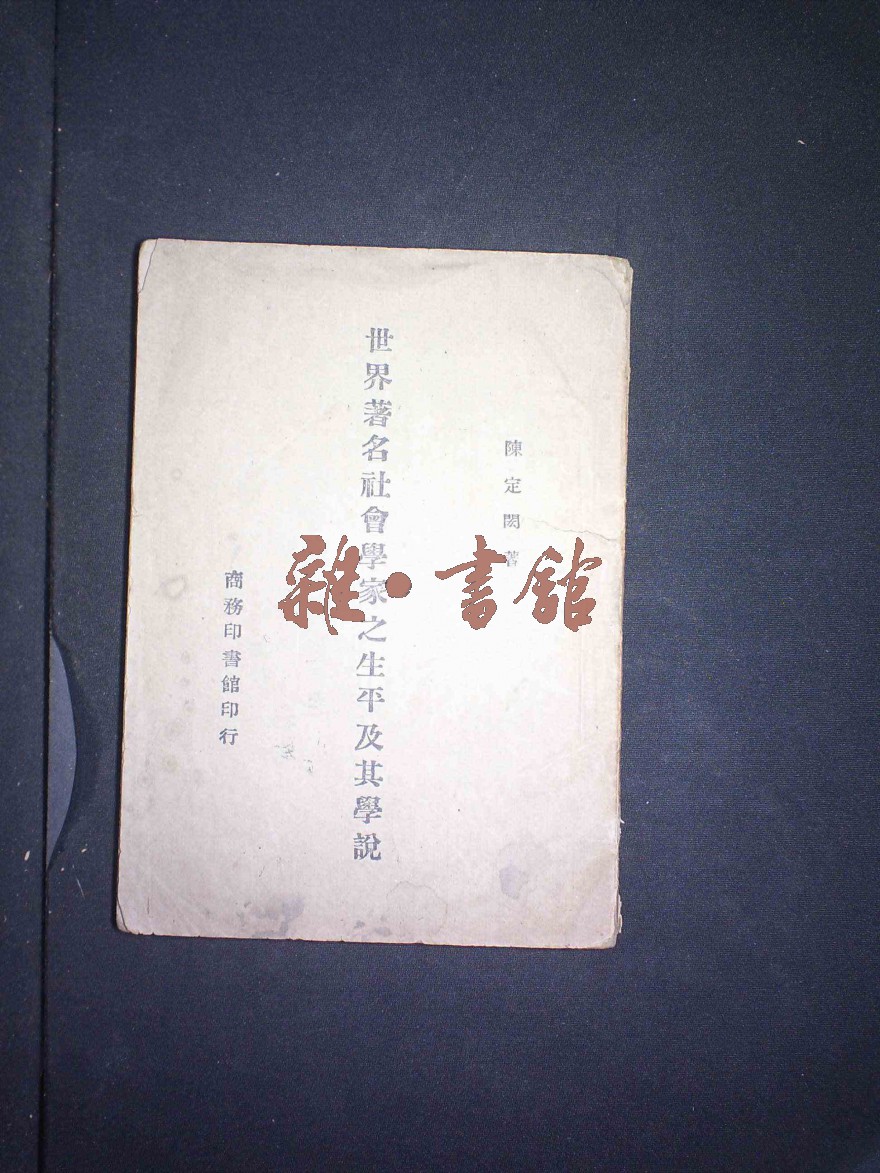 陳定閎著
世界著名社會學家之生平及其學說
商務印書館印行
雜·書館